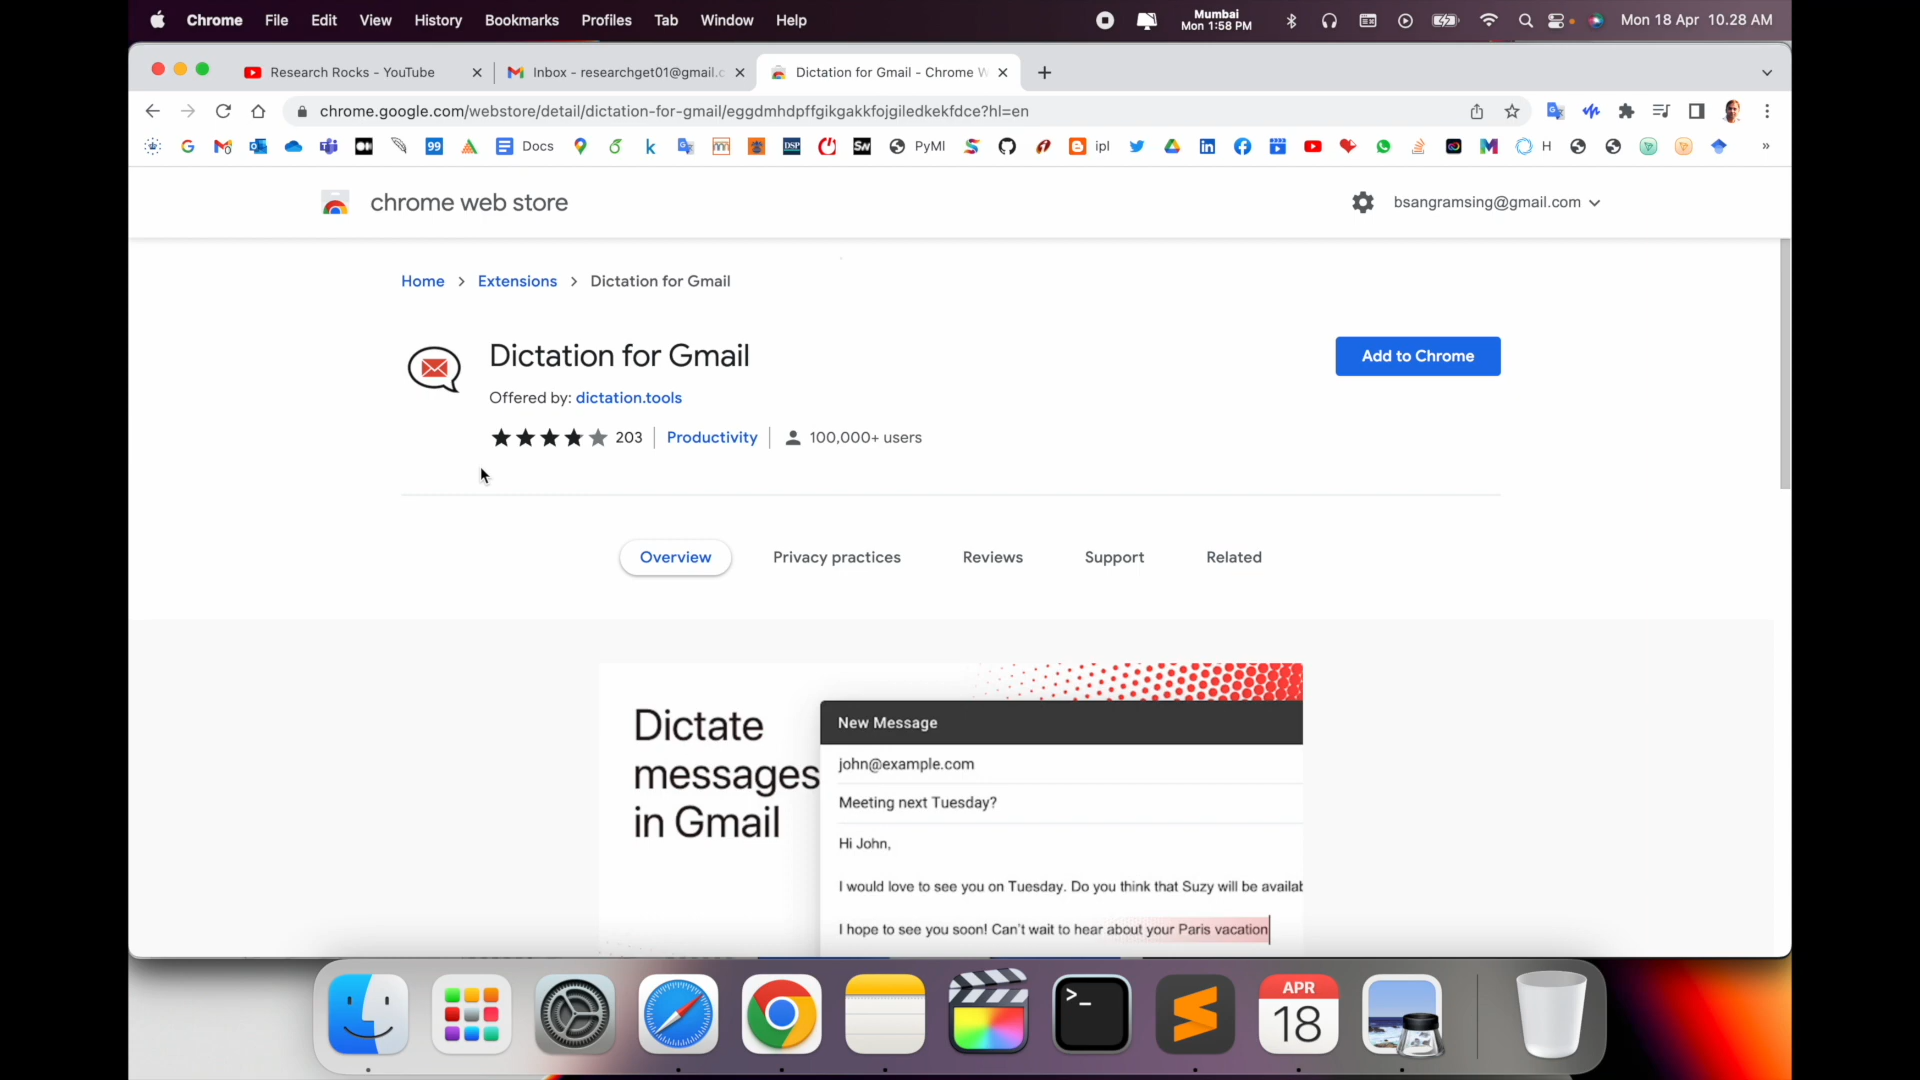 Chrome File Edit View History Bookmarks Profiles Tab Window Help
Mumbai
Mon 1:58 PM
Mon 18 Apr 10.28 AM
Research Rocks - YouTube
Inbox - researchget01@gmail.c
Dictation for Gmail - Chrome W
chrome.google.com/webstore/detail/dictation-for-gmail/eggdmhdpffgikgakkfojgiledkekfdce?hl=en
99 Docs k DSP SW PyMI ipl H
chrome web store
bsangramsing@gmail.com
Home > Extensions > Dictation for Gmail
Dictation for Gmail
Add to Chrome
Offered by: dictation.tools
203 Productivity 100,000+ users
Overview Privacy practices Reviews Support Related
Dictate
messages
in Gmail
New Message
john@example.com
Meeting next Tuesday?
Hi John,
I would love to see you on Tuesday. Do you think that Suzy will be availab
I hope to see you soon! Can't wait to hear about your Paris vacation
APR
18